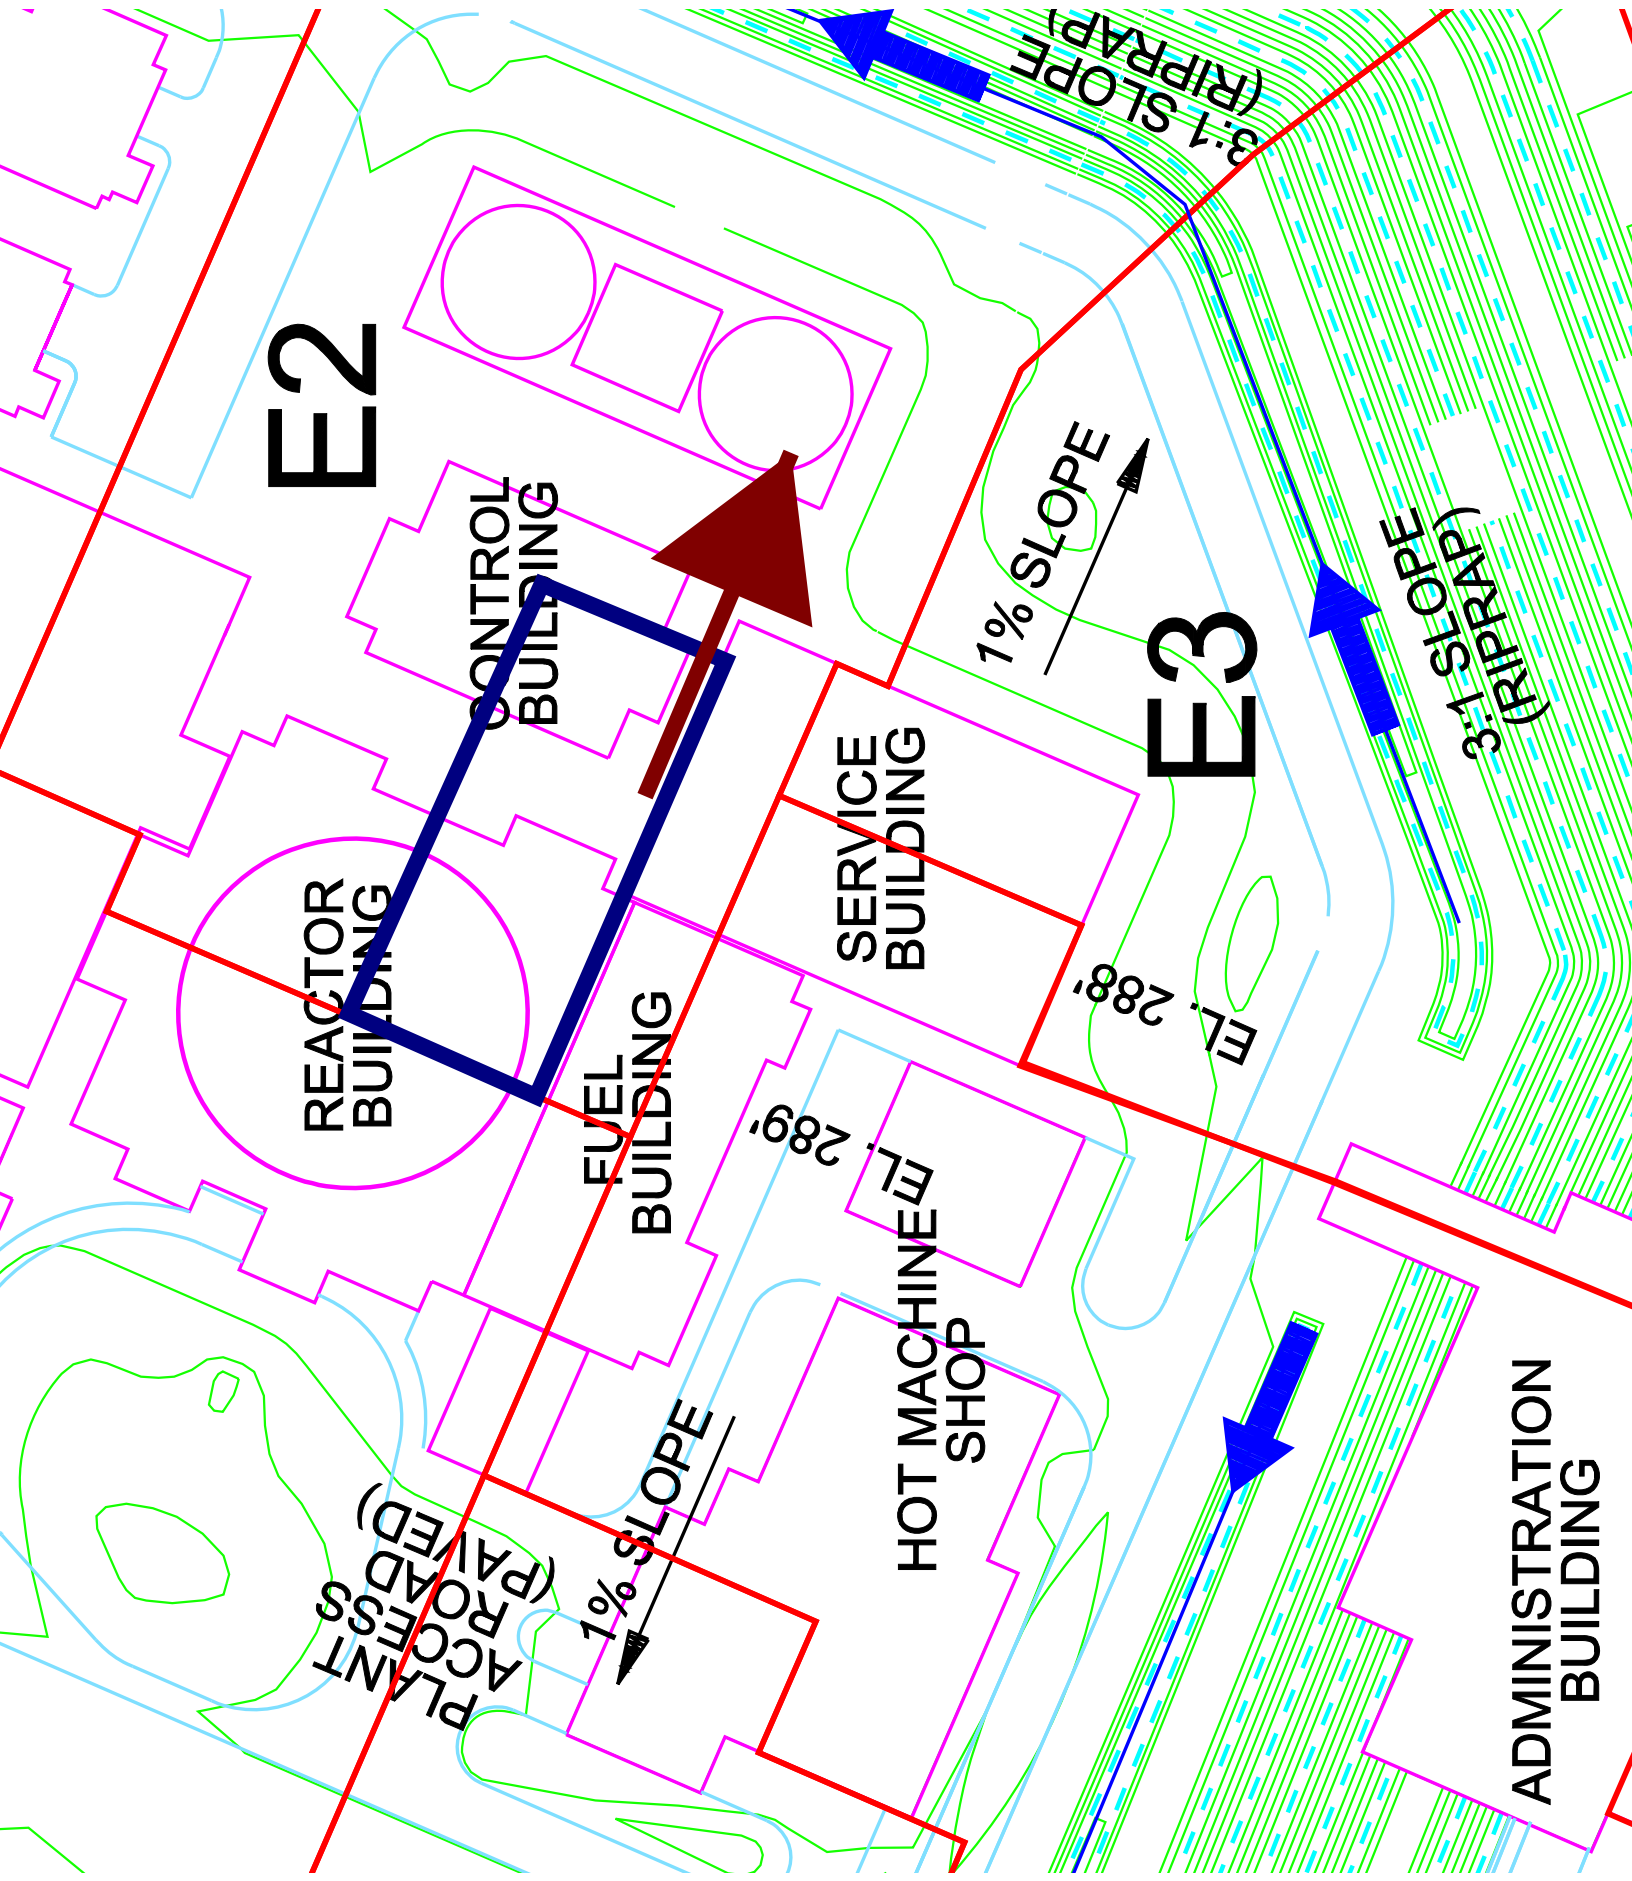 3:1 SLOPE
(RIPRAP)
E2
CONTROL
BUILDING
1% SLOPE
3:1 SLOPE
(RIPRAP)
E3
SERVICE
BUILDING
REACTOR
BUILDING
EL. 288'
FUEL
BUILDING
EL. 289'
HOT MACHINE
SHOP
1% SLOPE
PLANT
ACCESS
ROAD
(PAVED)
ADMINISTRATION
BUILDING